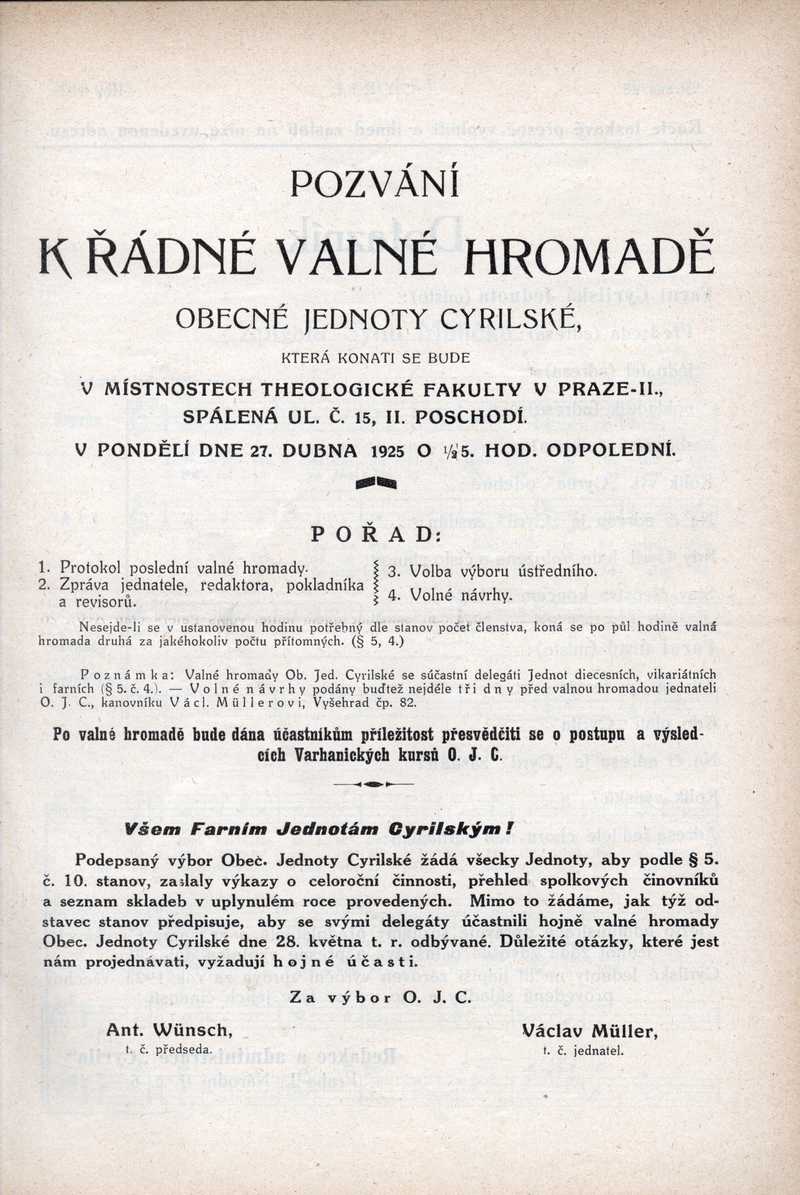 POZVÁNÍ
K ŘÁDNÉ VALNÉ HROMADĚ
OBECNÉ JEDNOTY CYRILSKÉ,
KTERÁ KONATI SE BUDE
V MÍSTNOSTECH THEOLOGICKÉ FAKULTY V PRAZE-II.,
SPÁLENÁ UL. Č. 15, II. POSCHODÍ.
V PONDĚLÍ DNE 27. DUBNA 1925 O ½5. HOD. ODPOLEDNÍ.
POŘAD:
1. Protokol poslední valné hromady.
2. Zpráva jednatele, redaktora, pokladníka
a revisorů.
3. Volba výboru ústředního.
4. Volné návrhy.
Nesejde-li se v ustanovenou hodinu potřebný dle stanov počet členstva, koná se po půl hodině valná
hromada druhá za jakéhokoliv počtu přítomných. (§ 5, 4.)
Poznámka: Valné hromady Ob. Jed. Cyrilské se súčastní delegáti Jednot diecesních, vikariátních
i farních (§ 5. č. 4.). — Volné návrhy podány buďtež nejdéle tři dny před valnou hromadou jednateli
O. J. C., kanovníku Václ. Müllerovi, Vyšehrad čp. 82.
Po valné hromadě bude dána účastníkům příležitost přesvědčiti se o postupu a výsled-
cích Varhanických kursů O. J. C.
Všem Farním Jednotám Cyrilským!
Podepsaný výbor Obec. Jednoty Cyrilské žádá všecky Jednoty, aby podle § 5.
č. 10. stanov, zaslaly výkazy o celoroční činnosti, přehled spolkových činovníků
a seznam skladeb v uplynulém roce provedených. Mimo to žádáme, jak týž od-
stavec stanov předpisuje, aby se svými delegáty účastnili hojně valné hromady
Obec. Jednoty Cyrilské dne 28. května t. r. odbývané. Důležité otázky, které jest
nám projednávati, vyžadují hojné účasti.
Za výbor O. J. C.
Ant. Wünsch,
t. č. předseda.
Václav Müller,
t. č. jednatel.